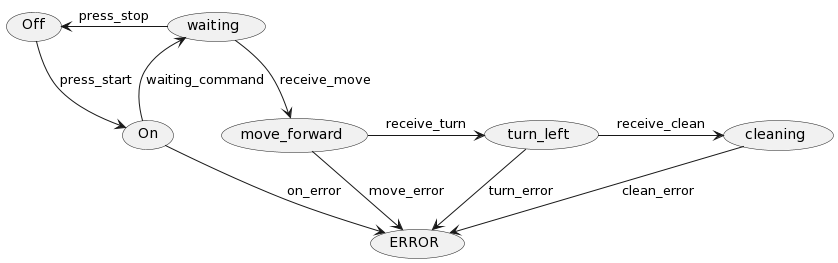 press_stop
Off
waiting
press_start
waiting_command
receive_move
receive_turn
receive_clean
On
move_forward
turn_left
cleaning
on_error
move_error
turn_error
clean_error
ERROR